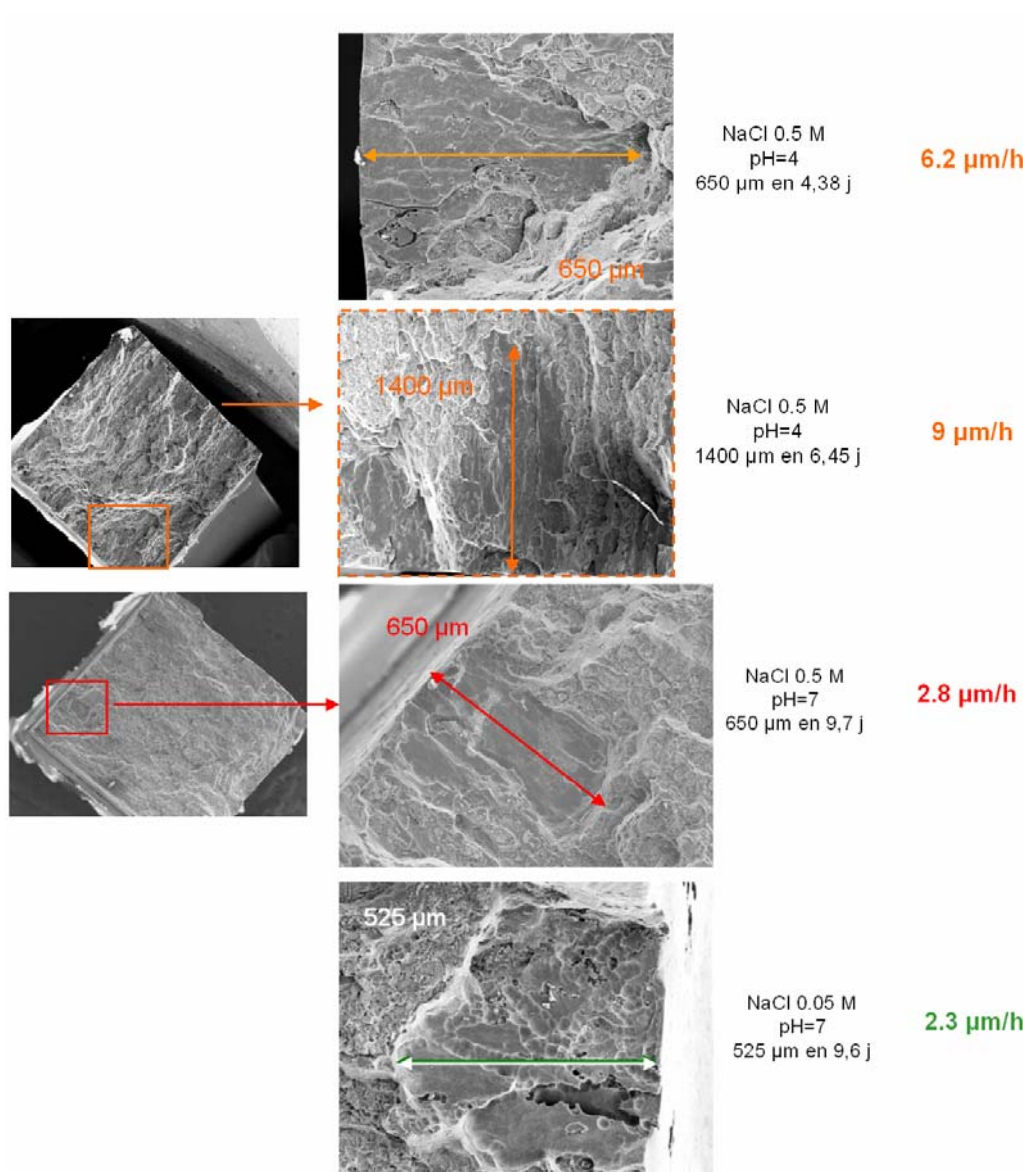 NaCl 0.5 M
pH=4
650 µm en 4,38 j
6.2 µm/h
650 µm
1400 µm
NaCl 0.5 M
pH=4
1400 µm en 6,45 j
9 µm/h
650 µm
NaCl 0.5 M
pH=7
650 µm en 9,7 j
2.8 µm/h
525 µm
NaCl 0.05 M
pH=7
525 µm en 9,6 j
2.3 µm/h